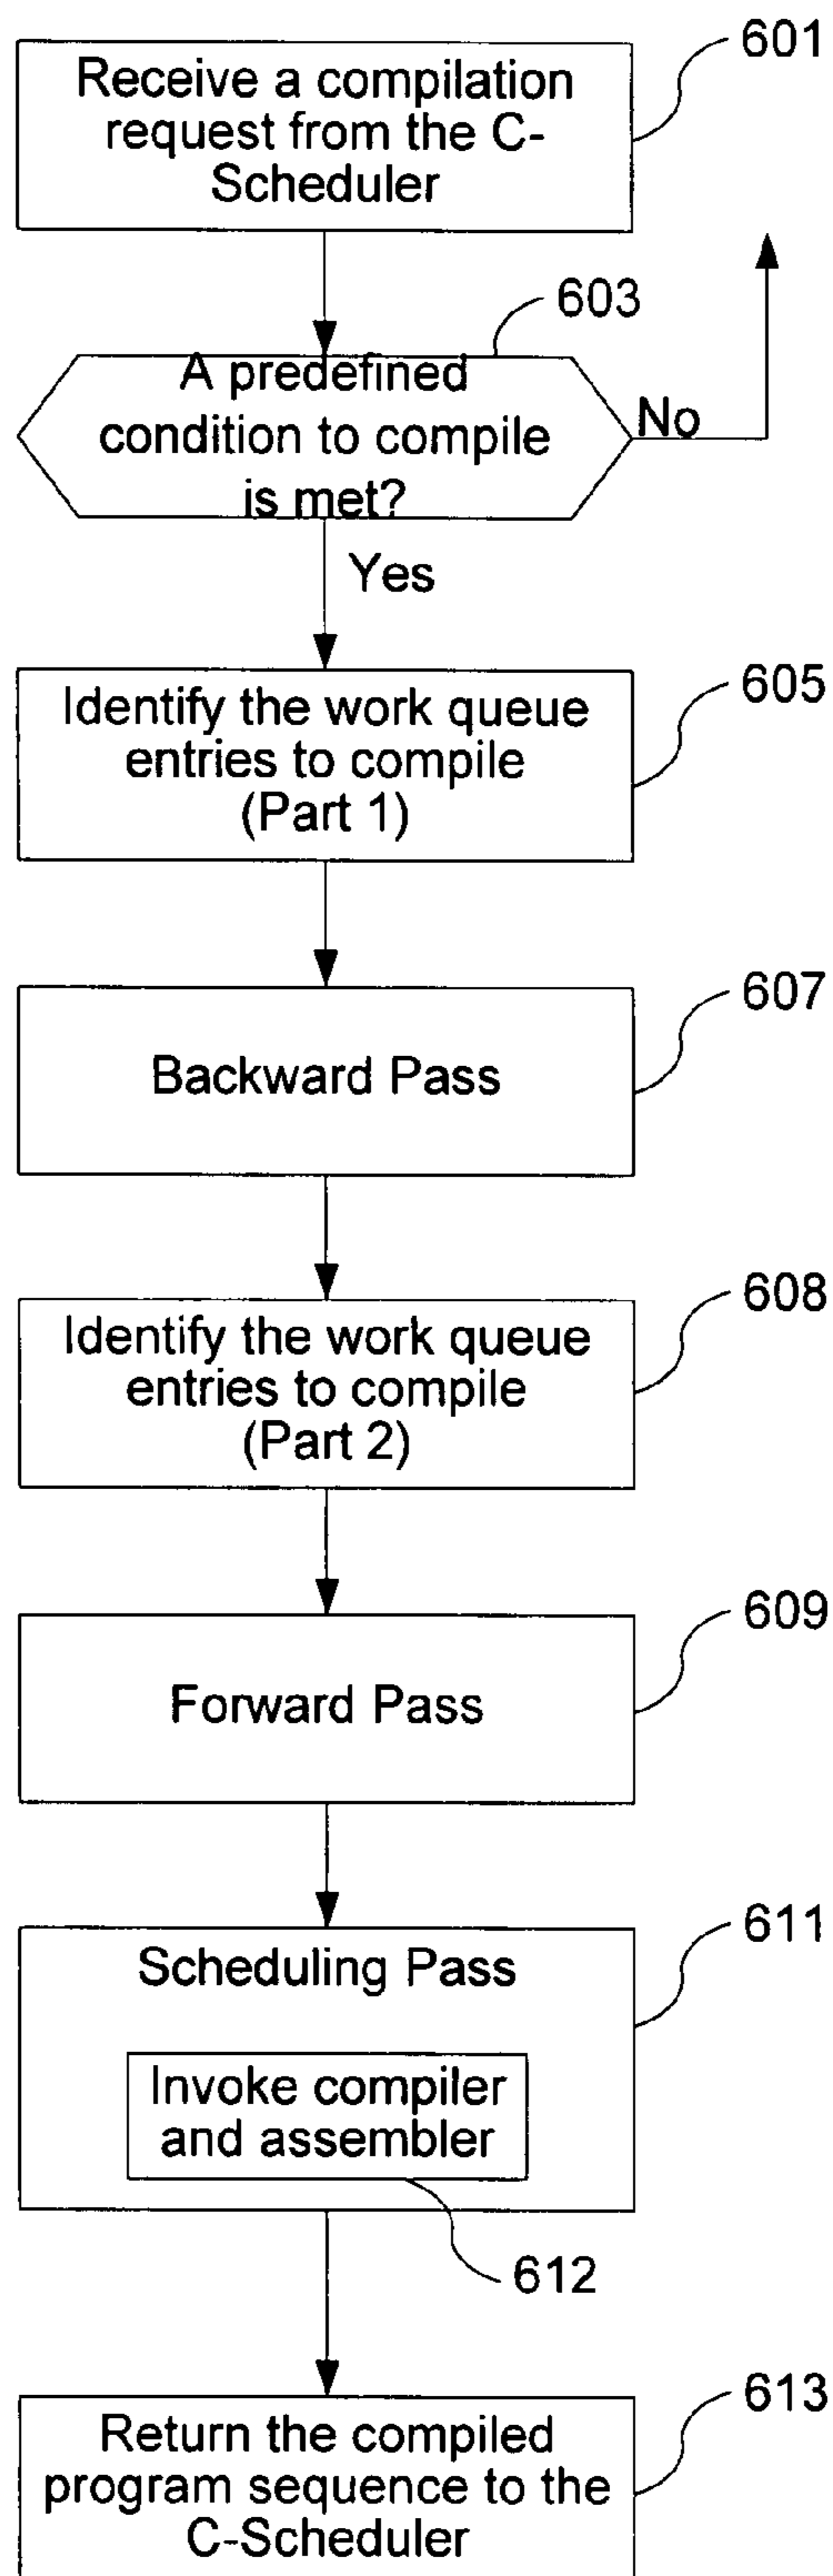 601
Receive a compilation
request from the C-
Scheduler
603
A predefined
condition to compile
is met?
No
Yes
605
Identify the work queue
entries to compile
(Part 1)
607
Backward Pass
608
Identify the work queue
entries to compile
(Part 2)
609
Forward Pass
611
Scheduling Pass
Invoke compiler
and assembler
612
613
Return the compiled
program sequence to the
C-Scheduler